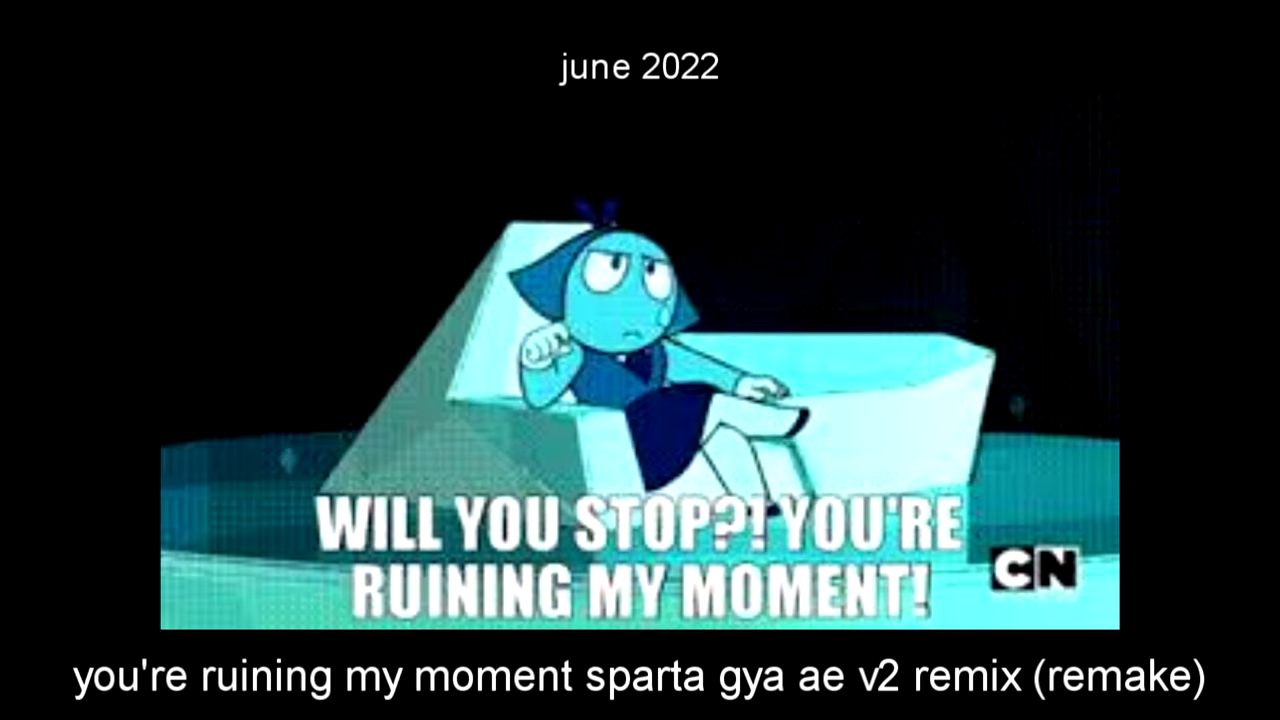 june 2022
WILL YOU STOP?! YOU'RE
RUINING MY MOMENT!
CN
you're ruining my moment sparta gya ae v2 remix (remake)